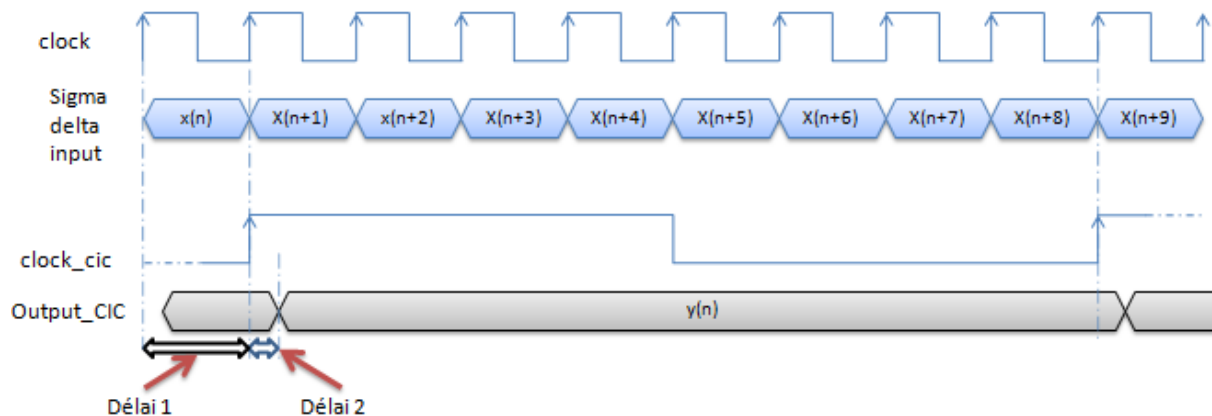 clock
Sigma
delta
input
x(n) X(n+1) x(n+2) X(n+3) X(n+4) X(n+5) X(n+6) X(n+7) X(n+8) X(n+9)
clock_cic
Output_CIC
y(n)
Délai 1 Délai 2